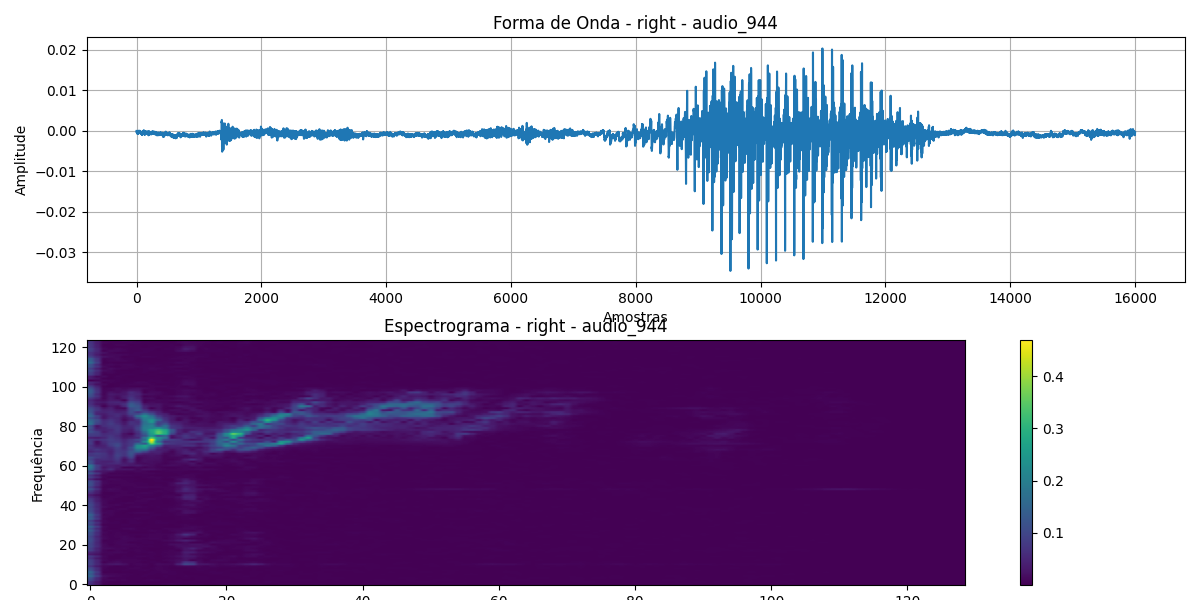 Forma de Onda - right - audio_944
Amplitude
0.02
0.01
0.00
−0.01
−0.02
−0.03
0 2000 4000 6000 8000 10000 12000 14000 16000
Amostras
Espectrograma - right - audio_944
Frequência
120
100
80
60
40
20
0
0 20 40 60 80 100 120
0.4
0.3
0.2
0.1